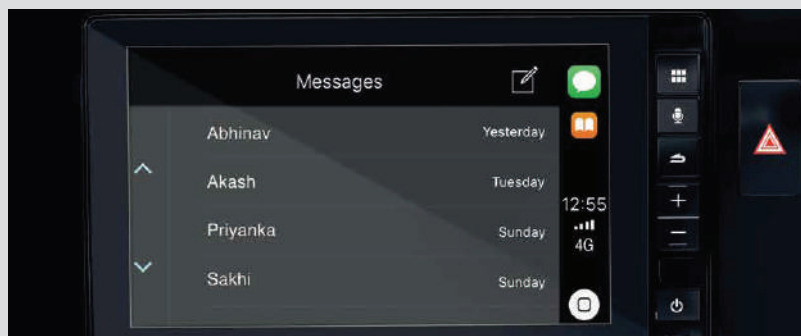 Messages
Abhinav Yesterday
Akash Tuesday
Priyanka Sunday
Sakhi Sunday
12:55
4G